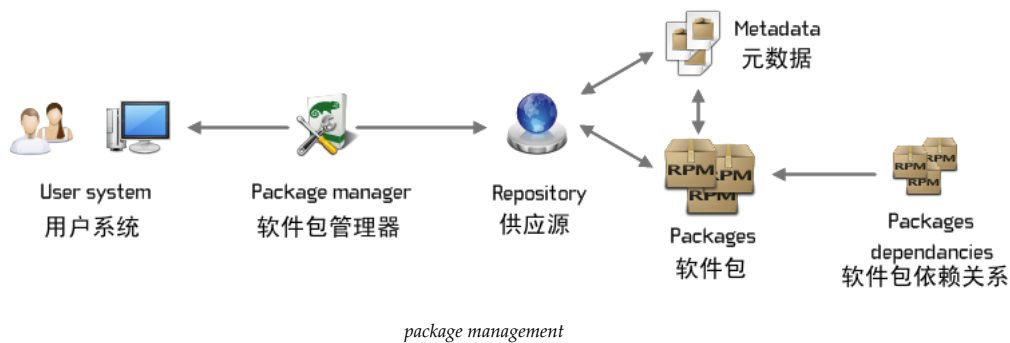 Metadata
元数据
User system
用户系统
Package manager
软件包管理器
Repository
供应源
RPM
RPM
RPM
Packages
软件包
RPM
RPM
RPM
Packages
dependancies
软件包依赖关系
package management